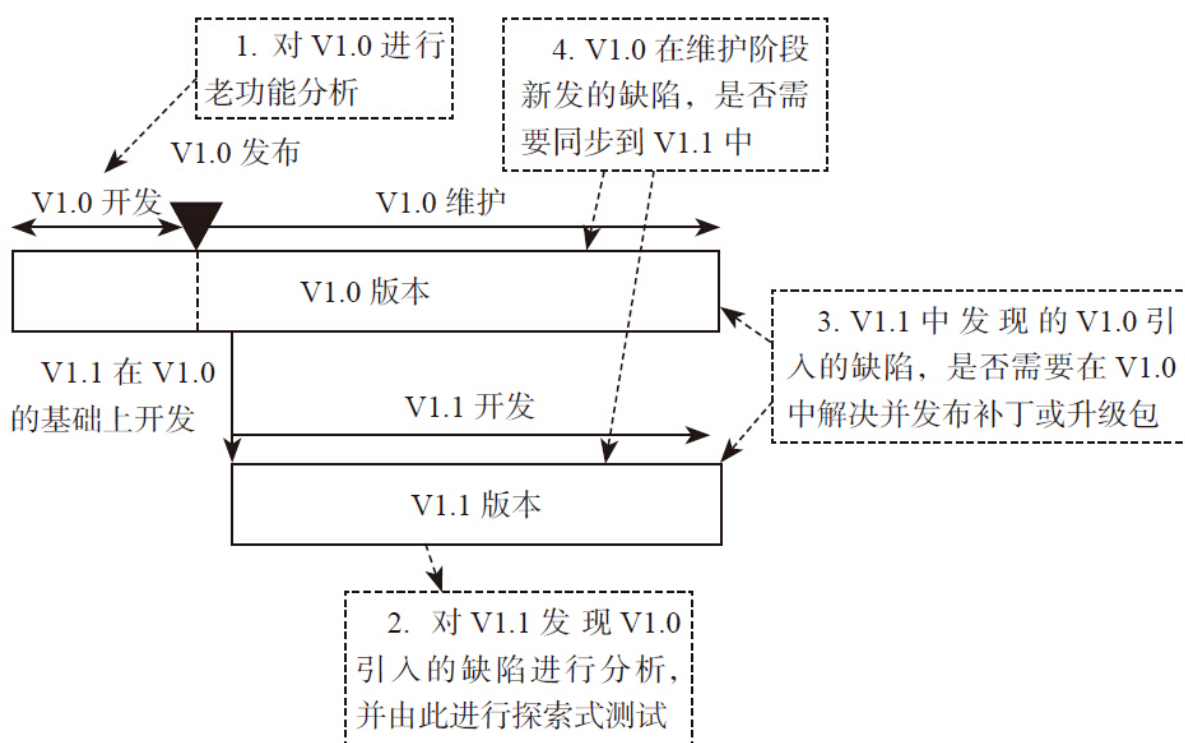 1. 对 V1.0 进行
老功能分析
4. V1.0 在维护阶段
新发的缺陷，是否需
要同步到 V1.1 中
V1.0 发布
V1.0 开发
V1.0 维护
V1.0 版本
3. V1.1 中发现的 V1.0 引
入的缺陷，是否需要在 V1.0
中解决并发布补丁或升级包
V1.1 在 V1.0
的基础上开发
V1.1 开发
V1.1 版本
2. 对 V1.1 发现 V1.0
引入的缺陷进行分析，
并由此进行探索式测试